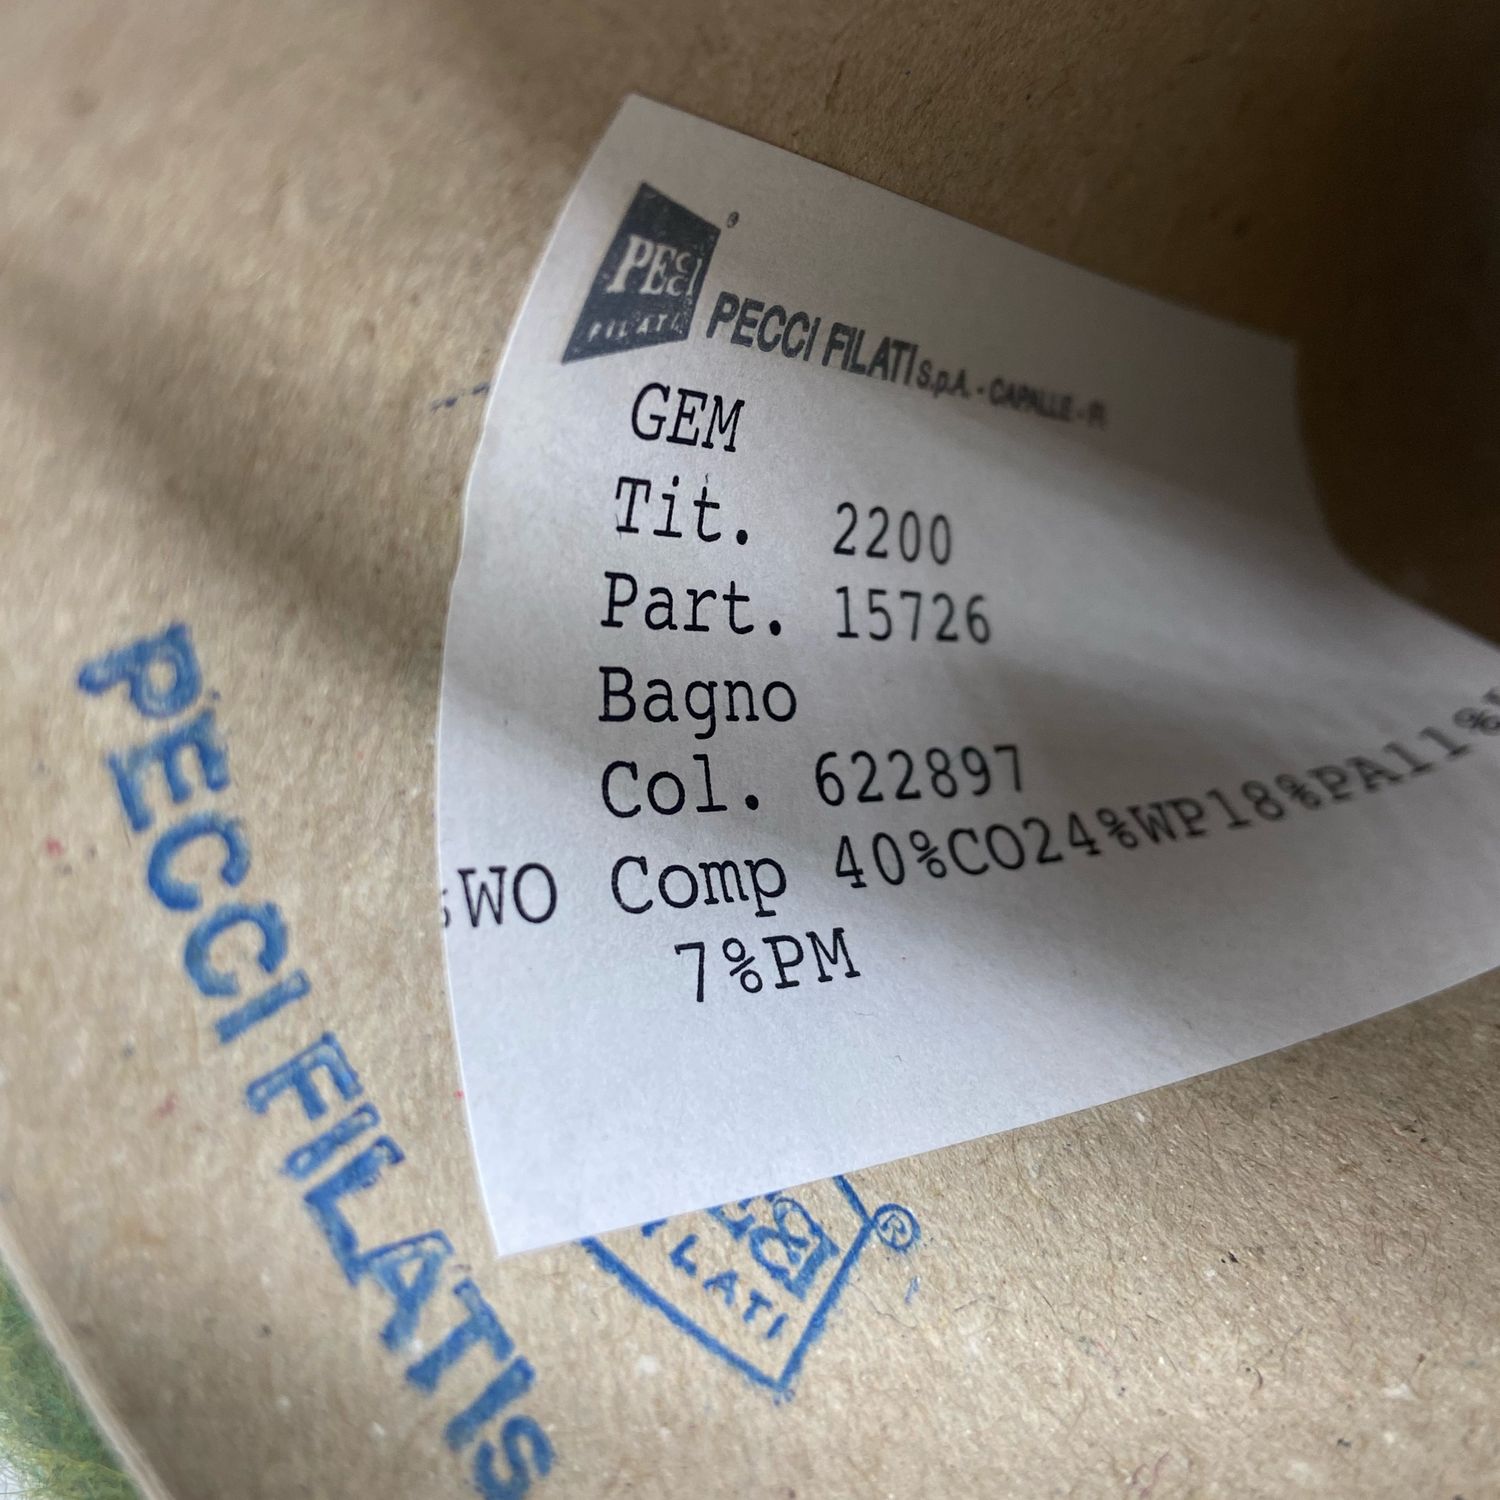 PECCI
FILATI
®
PECCI FILATI S.p.A. - CAPALLE - FI
GEM
Tit. 2200
Part. 15726
Bagno
Col. 622897
%WO Comp 40%CO24%WP18%PA11%
7%PM
PECCI FILATI S
FILATI
®